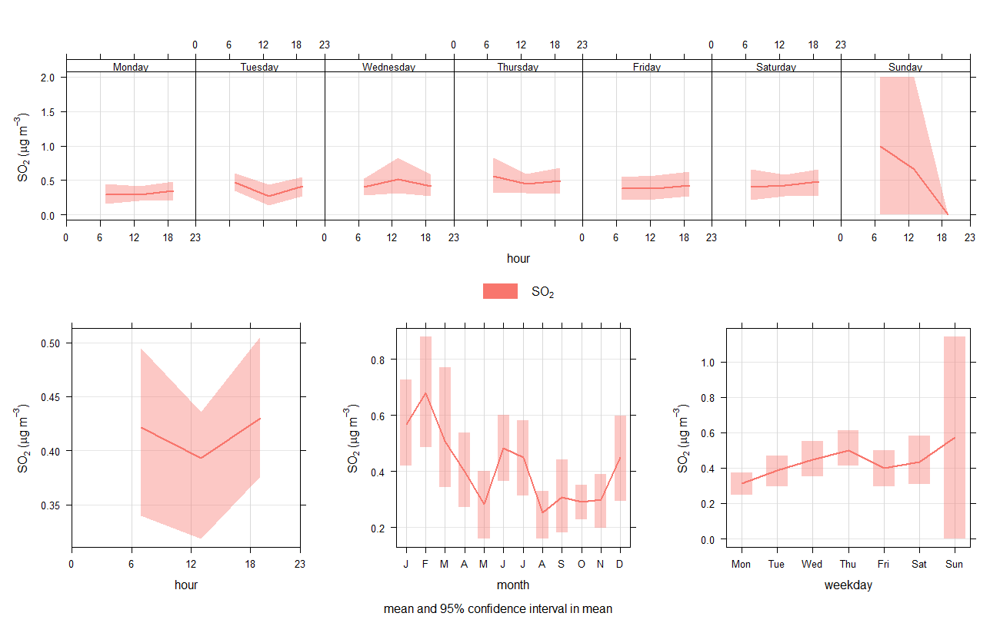 0 6 12 18 23 0 6 12 18 23 0 6 12 18 23
Monday Tuesday Wednesday Thursday Friday Saturday Sunday
SO₂ (μg m⁻³)
2.0
1.5
1.0
0.5
0.0
0 6 12 18 23 0 6 12 18 23 0 6 12 18 23 0 6 12 18 23
hour
SO₂
SO₂ (μg m⁻³)
0.50
0.45
0.40
0.35
0 6 12 18 23
hour
SO₂ (μg m⁻³)
0.8
0.6
0.4
0.2
J F M A M J J A S O N D
month
SO₂ (μg m⁻³)
1.0
0.8
0.6
0.4
0.2
0.0
Mon Tue Wed Thu Fri Sat Sun
weekday
mean and 95% confidence interval in mean